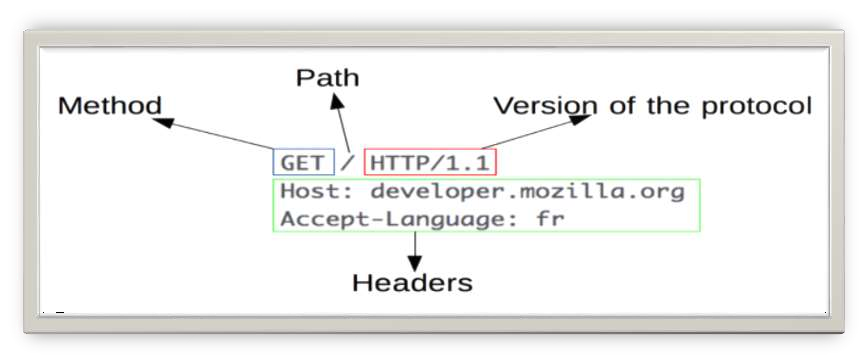 Path
Method
Version of the protocol
GET / HTTP/1.1
Host: developer.mozilla.org
Accept-Language: fr
Headers